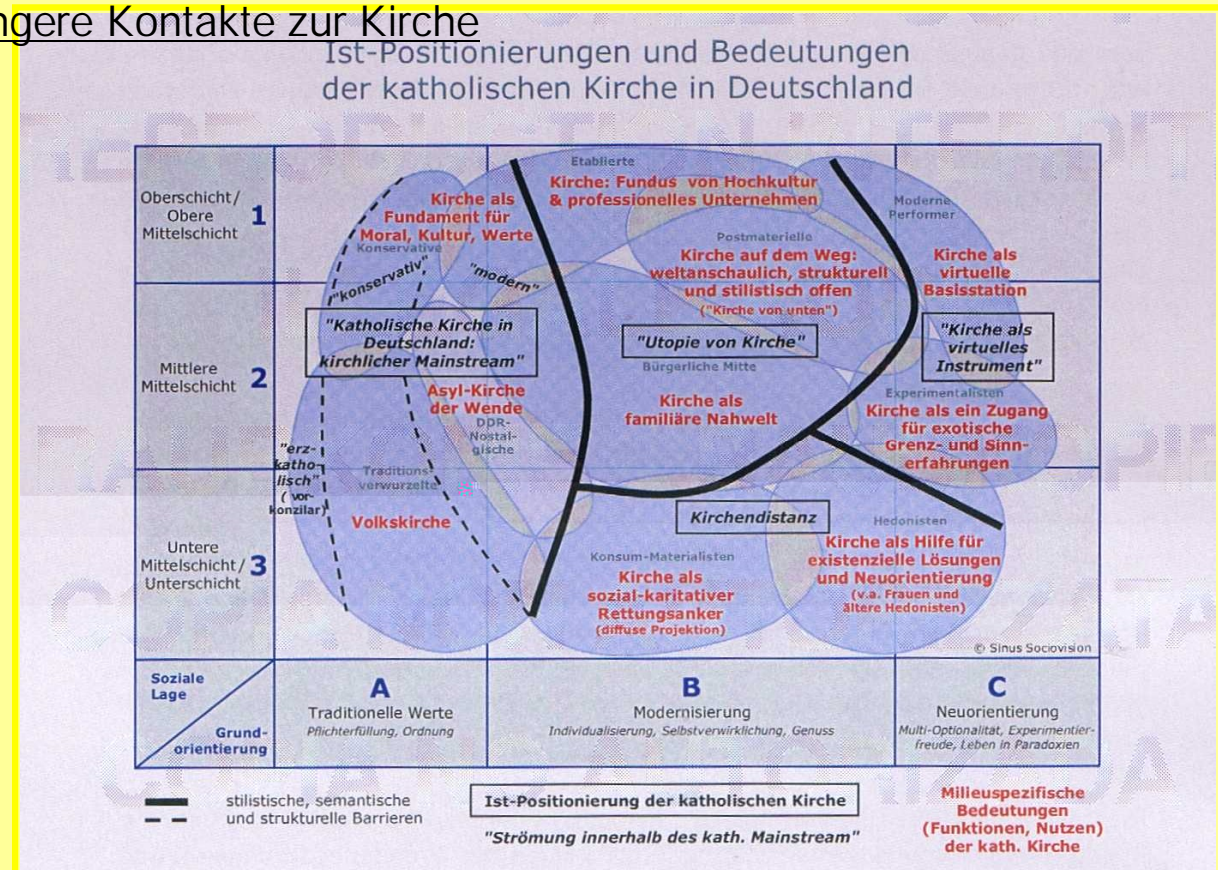 ngere Kontakte zur Kirche
Ist-Positionierungen und Bedeutungen
der katholischen Kirche in Deutschland
Oberschicht/
Obere
Mittelschicht
1
Mittlere
Mittelschicht
2
Untere
Mittelschicht/
Unterschicht
3
Kirche als
Fundament für
Moral, Kultur, Werte
Konservative
"konservativ"
"modern"
Etablierte
Kirche: Fundus von Hochkultur
& professionelles Unternehmen
Postmaterielle
Kirche auf dem Weg:
weltanschaulich, strukturell
und stilistisch offen
("Kirche von unten")
Moderne
Performer
Kirche als
virtuelle
Basisstation
"Katholische Kirche in
Deutschland:
kirchlicher Mainstream"
"Utopie von Kirche"
"Kirche als
virtuelles
Instrument"
Bürgerliche Mitte
Kirche als
familiäre Nahwelt
Asyl-Kirche
der Wende
DDR-
Nostal-
gische
Experimentalisten
Kirche als ein Zugang
für exotische
Grenz- und Sinn-
erfahrungen
"erz-
katho-
lisch"
( vor-
konzilar)
Traditions-
verwurzelte
Volkskirche
Kirchendistanz
Konsum-Materialisten
Kirche als
sozial-karitativer
Rettungsanker
(diffuse Projektion)
Hedonisten
Kirche als Hilfe für
existenzielle Lösungen
und Neuorientierung
(v.a. Frauen und
ältere Hedonisten)
© Sinus Sociovision
Soziale
Lage
Grund-
orientierung
A
Traditionelle Werte
Pflichterfüllung, Ordnung
B
Modernisierung
Individualisierung, Selbstverwirklichung, Genuss
C
Neuorientierung
Multi-Optionalität, Experimentier-
freude, Leben in Paradoxien
stilistische, semantische
und strukturelle Barrieren
Ist-Positionierung der katholischen Kirche
"Strömung innerhalb des kath. Mainstream"
Milieuspezifische
Bedeutungen
(Funktionen, Nutzen)
der kath. Kirche